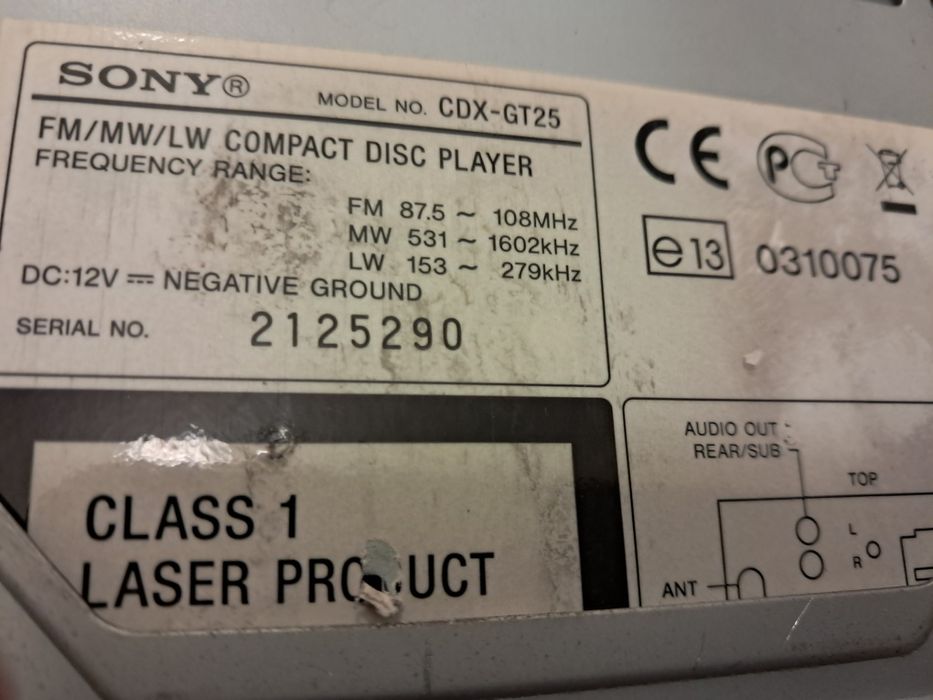 SONY®
MODEL NO. CDX-GT25
FM/MW/LW COMPACT DISC PLAYER
FREQUENCY RANGE:
FM 87.5 ~ 108MHz
MW 531 ~ 1602kHz
LW 153 ~ 279kHz
DC:12V ⎓ NEGATIVE GROUND
SERIAL NO. 2125290
CE PCT
e13 0310075
CLASS 1
LASER PRODUCT
AUDIO OUT
REAR/SUB
TOP
L
R
ANT